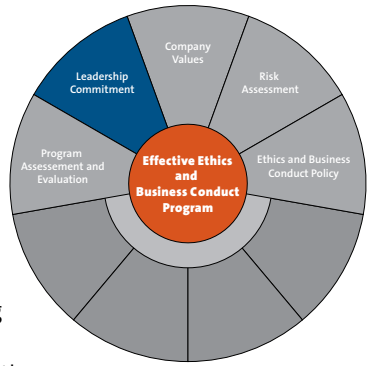 Company
Values
Leadership
Commitment
Risk
Assessment
Program
Assessement and
Evaluation
Effective Ethics
and
Business Conduct
Program
Ethics and Business
Conduct Policy
g